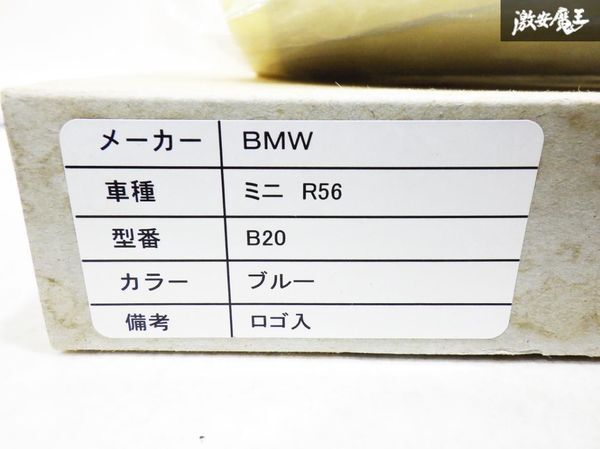 激安魔王
メーカー BMW
車種 ミニ R56
型番 B20
カラー ブルー
備考 ロゴ入